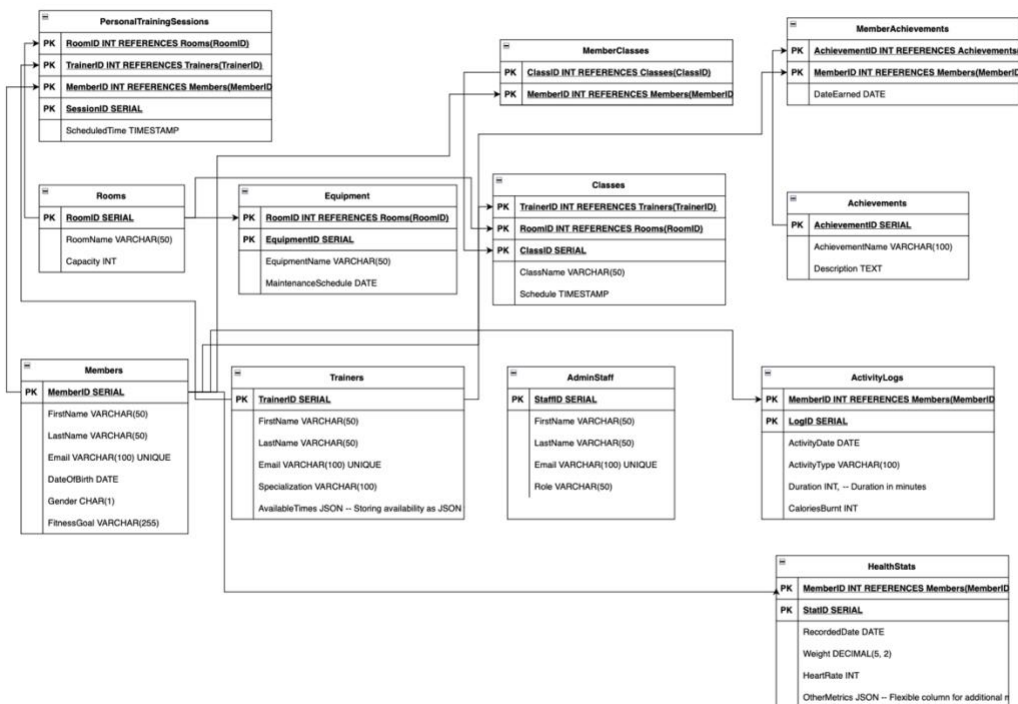 PersonalTrainingSessions
PK RoomID INT REFERENCES Rooms(RoomID)
PK TrainerID INT REFERENCES Trainers(TrainerID)
PK MemberID INT REFERENCES Members(MemberID
PK SessionID SERIAL
ScheduledTime TIMESTAMP
MemberClasses
PK ClassID INT REFERENCES Classes(ClassID)
PK MemberID INT REFERENCES Members(MemberID
MemberAchievements
PK AchievementID INT REFERENCES Achievements
PK MemberID INT REFERENCES Members(MemberID
DateEarned DATE
Rooms
PK RoomID SERIAL
RoomName VARCHAR(50)
Capacity INT
Equipment
PK RoomID INT REFERENCES Rooms(RoomID)
PK EquipmentID SERIAL
EquipmentName VARCHAR(50)
MaintenanceSchedule DATE
Classes
PK TrainerID INT REFERENCES Trainers(TrainerID)
PK RoomID INT REFERENCES Rooms(RoomID)
PK ClassID SERIAL
ClassName VARCHAR(50)
Schedule TIMESTAMP
Achievements
PK AchievementID SERIAL
AchievementName VARCHAR(100)
Description TEXT
Members
PK MemberID SERIAL
FirstName VARCHAR(50)
LastName VARCHAR(50)
Email VARCHAR(100) UNIQUE
DateOfBirth DATE
Gender CHAR(1)
FitnessGoal VARCHAR(255)
Trainers
PK TrainerID SERIAL
FirstName VARCHAR(50)
LastName VARCHAR(50)
Email VARCHAR(100) UNIQUE
Specialization VARCHAR(100)
AvailableTimes JSON -- Storing availability as JSON
AdminStaff
PK StaffID SERIAL
FirstName VARCHAR(50)
LastName VARCHAR(50)
Email VARCHAR(100) UNIQUE
Role VARCHAR(50)
ActivityLogs
PK MemberID INT REFERENCES Members(MemberID
PK LogID SERIAL
ActivityDate DATE
ActivityType VARCHAR(100)
Duration INT, -- Duration in minutes
CaloriesBurnt INT
HealthStats
PK MemberID INT REFERENCES Members(MemberID
PK StatID SERIAL
RecordedDate DATE
Weight DECIMAL(5, 2)
HeartRate INT
OtherMetrics JSON -- Flexible column for additional